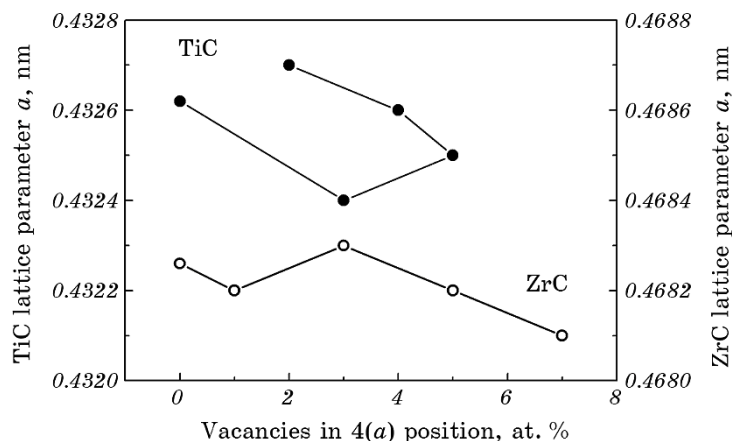 0.4328
0.4326
0.4324
0.4322
0.4320
TiC lattice parameter a, nm
TiC
ZrC
0.4688
0.4686
0.4684
0.4682
0.4680
ZrC lattice parameter a, nm
0 2 4 6 8
Vacancies in 4(a) position, at. %